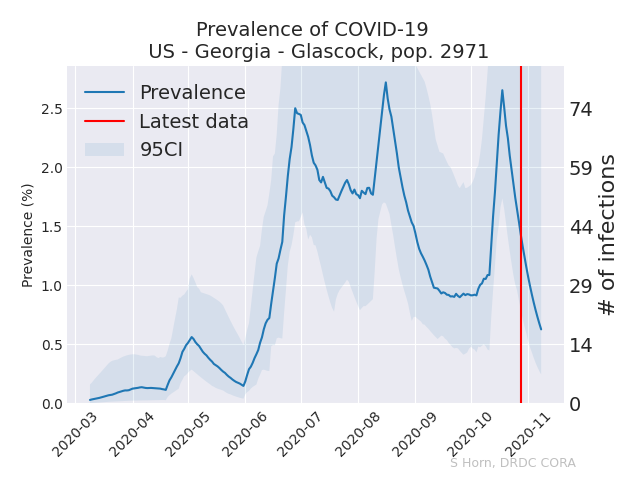 Prevalence of COVID-19
US - Georgia - Glascock, pop. 2971
Prevalence
Latest data
95CI
Prevalence (%)
2.5
2.0
1.5
1.0
0.5
0.0
74
59
44
29
14
0
# of infections
2020-03
2020-04
2020-05
2020-06
2020-07
2020-08
2020-09
2020-10
2020-11
S Horn, DRDC CORA